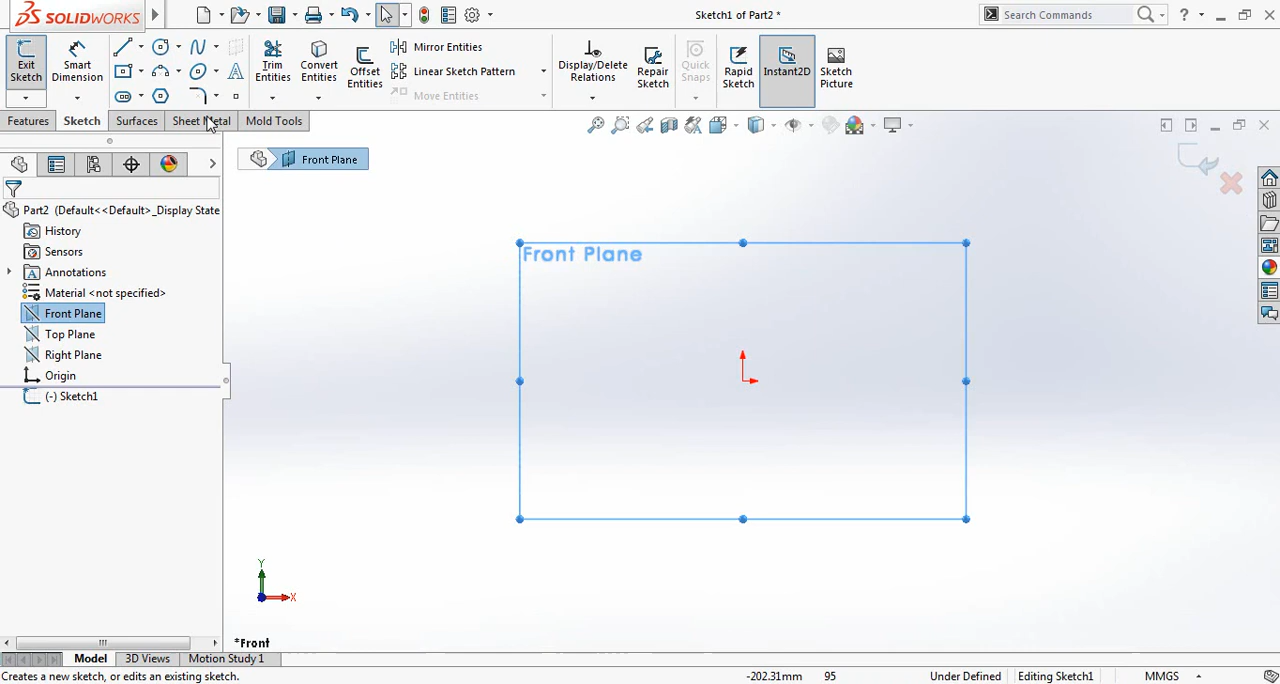 SOLIDWORKS
Sketch1 of Part2 *
Search Commands
?
Exit Sketch
Smart Dimension
Trim Entities
Convert Entities
Offset Entities
Mirror Entities
Linear Sketch Pattern
Move Entities
Display/Delete Relations
Repair Sketch
Quick Snaps
Rapid Sketch
Instant2D
Sketch Picture
Features
Sketch
Surfaces
Sheet Metal
Mold Tools
Front Plane
Part2 (Default<<Default>_Display State
History
Sensors
Annotations
Material <not specified>
Front Plane
Top Plane
Right Plane
Origin
(-) Sketch1
Front Plane
Y
X
*Front
Model
3D Views
Motion Study 1
Creates a new sketch, or edits an existing sketch.
-202.31mm
95
Under Defined
Editing Sketch1
MMGS